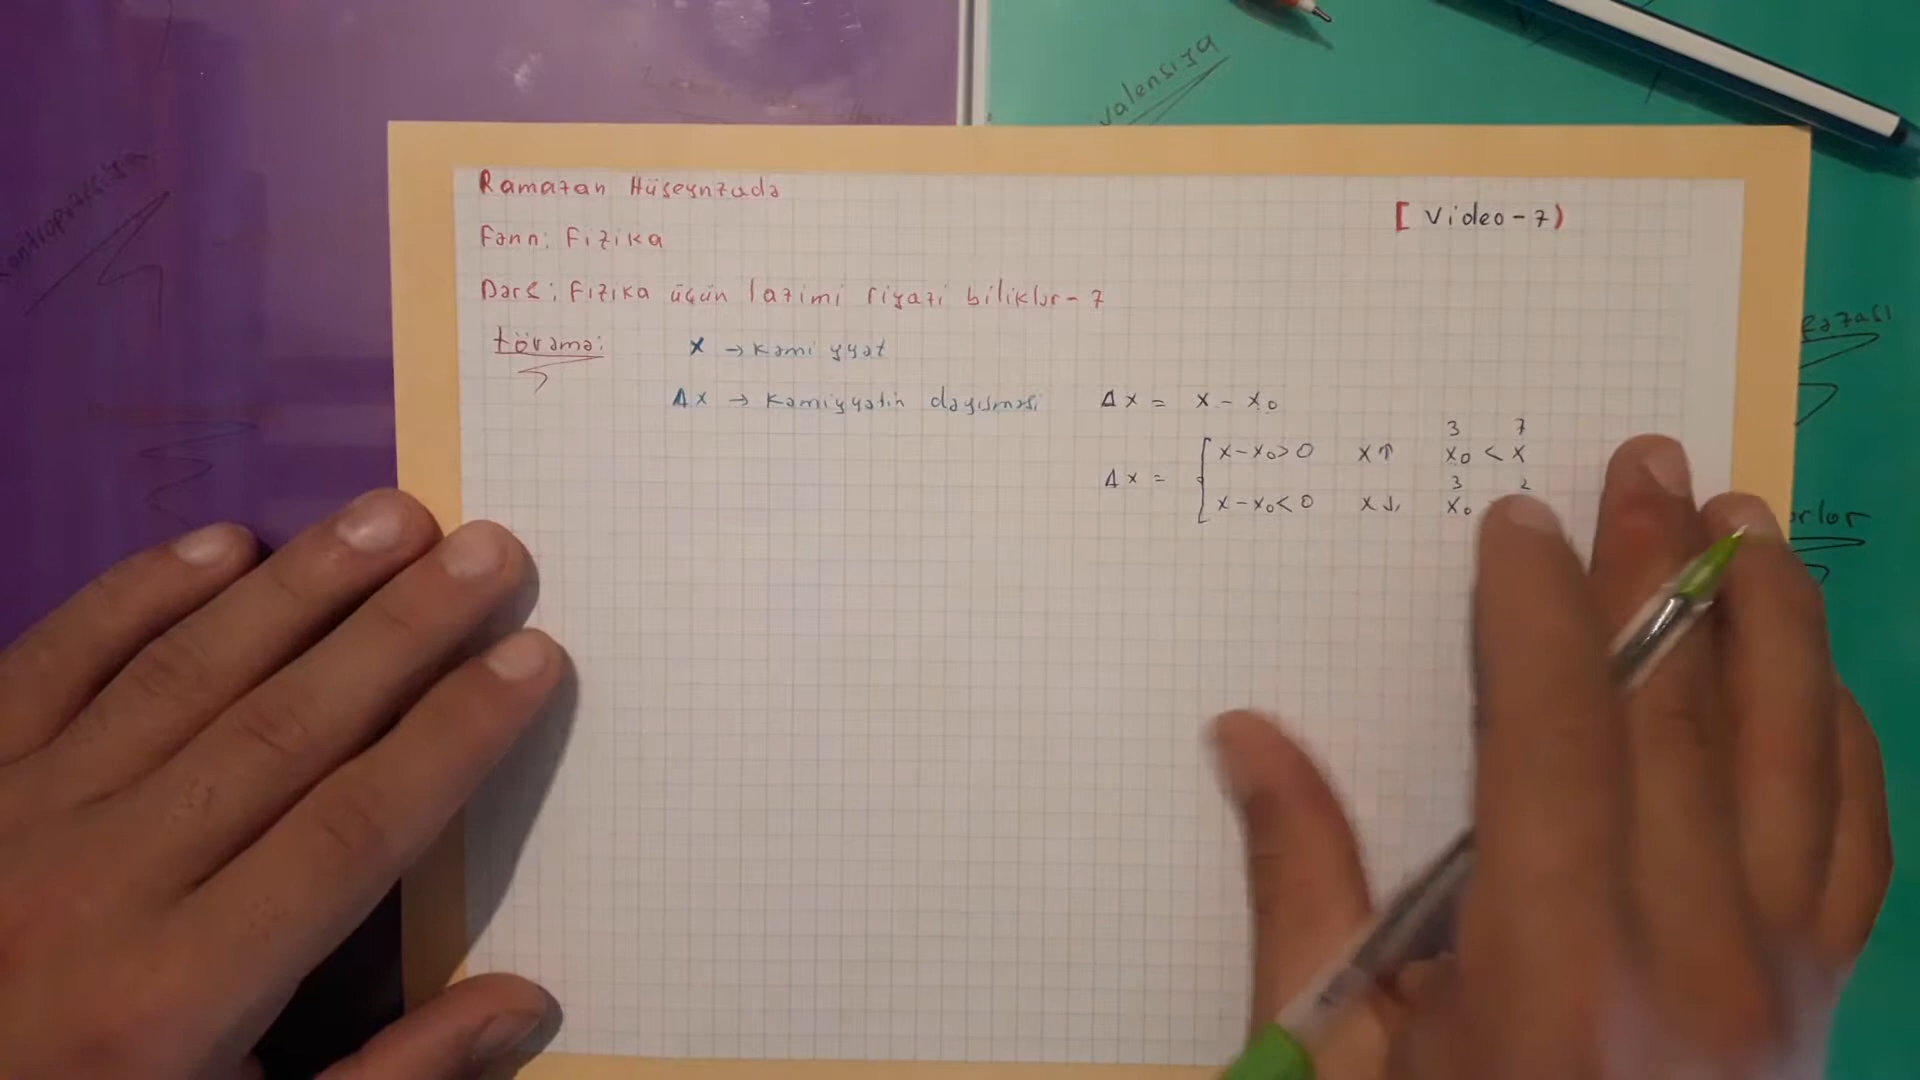 valensiya
Ramazan Hüseynzadə
[ Video - 7 )
Fənn: Fizika
Dərs: Fizika üçün lazımi riyazi biliklər - 7
törəmə:
x → kəmiyyət
Δx → kəmiyyətin dəyişməsi
Δx = x - x₀
3 7
Δx = [ x - x₀ > 0 x↑ x₀ < x
3 2
x - x₀ < 0 x↓ x₀